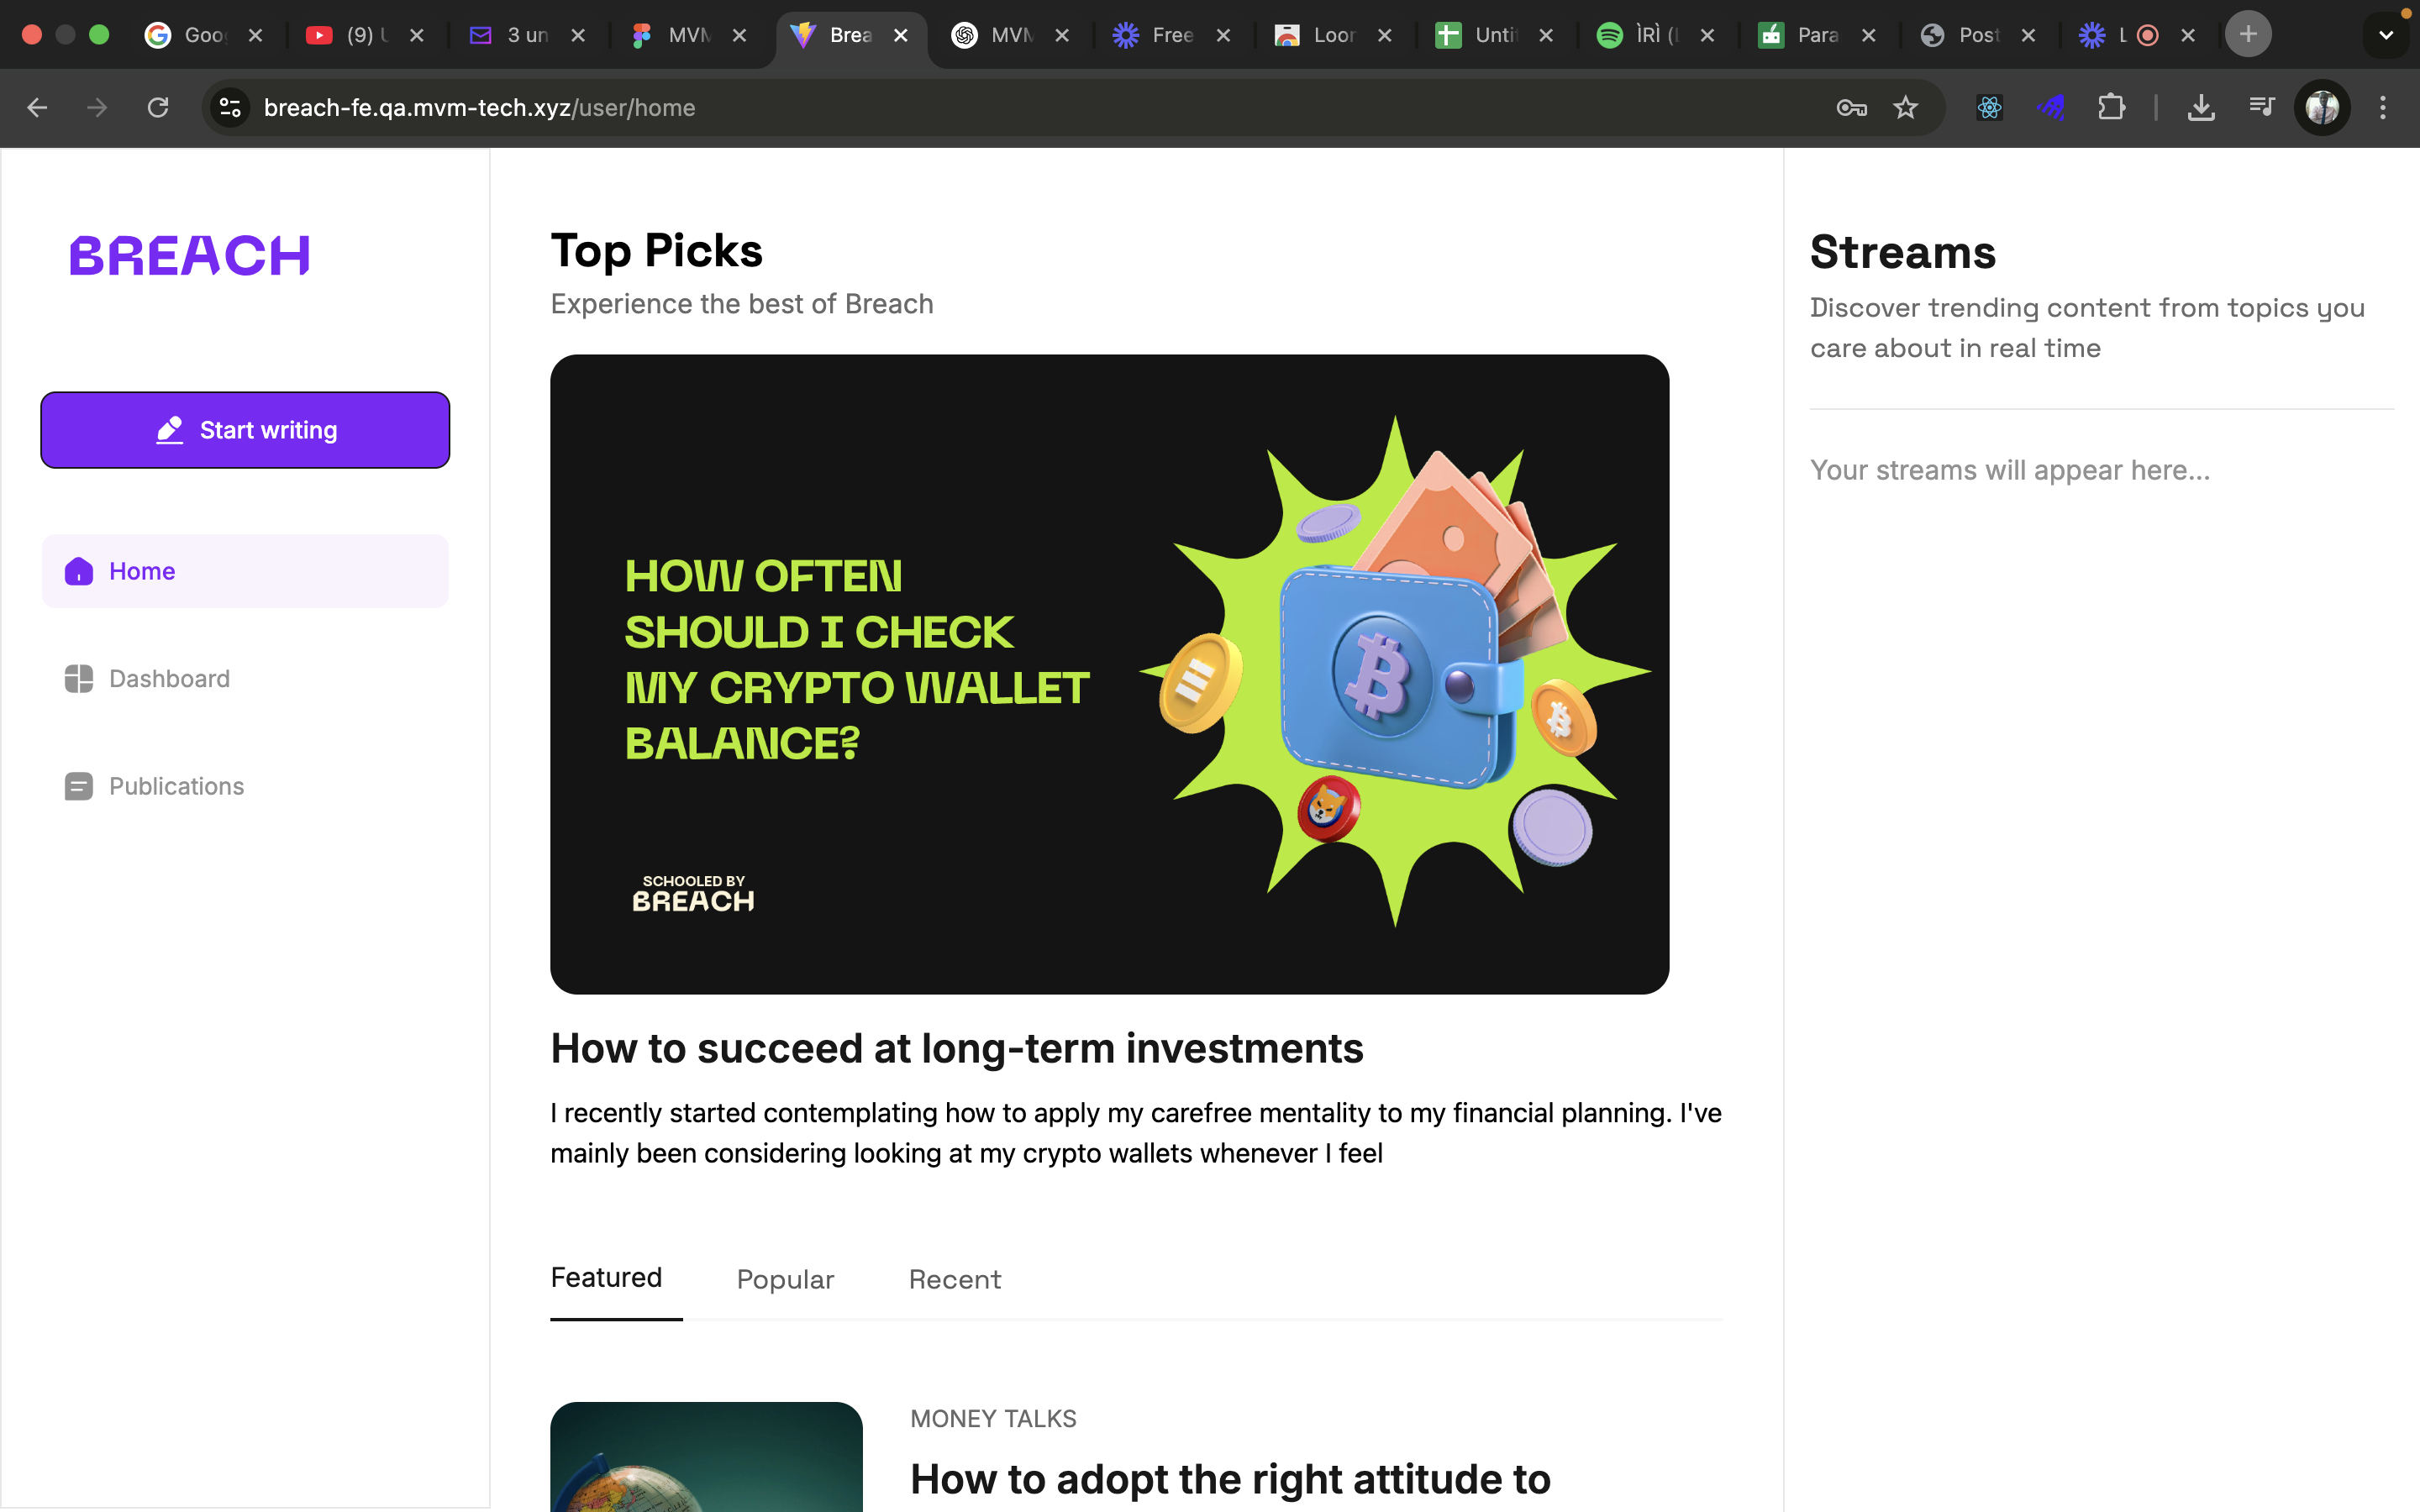 Goo
(9) U
3 un
MVM
Brea
MVM
Free
Loor
Unti
ÌRÌ (
Para
Post
L
breach-fe.qa.mvm-tech.xyz/user/home
BREACH
Start writing
Home
Dashboard
Publications
Top Picks
Experience the best of Breach
HOW OFTEN
SHOULD I CHECK
MY CRYPTO WALLET
BALANCE?
SCHOOLED BY
BREACH
How to succeed at long-term investments
I recently started contemplating how to apply my carefree mentality to my financial planning. I've
mainly been considering looking at my crypto wallets whenever I feel
Featured
Popular
Recent
MONEY TALKS
How to adopt the right attitude to
Streams
Discover trending content from topics you
care about in real time
Your streams will appear here...